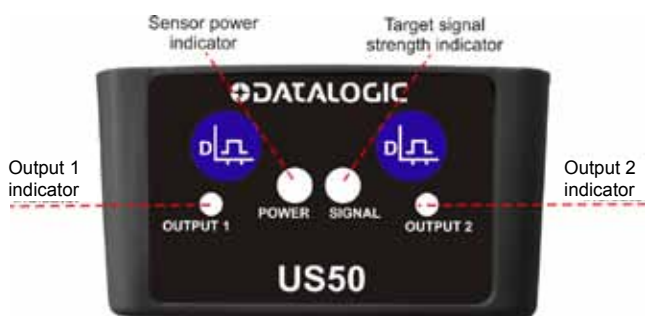 Sensor power
indicator
Target signal
strength indicator
DATALOGIC
D
D
Output 1
indicator
Output 2
indicator
POWER
SIGNAL
OUTPUT 1
OUTPUT 2
US50